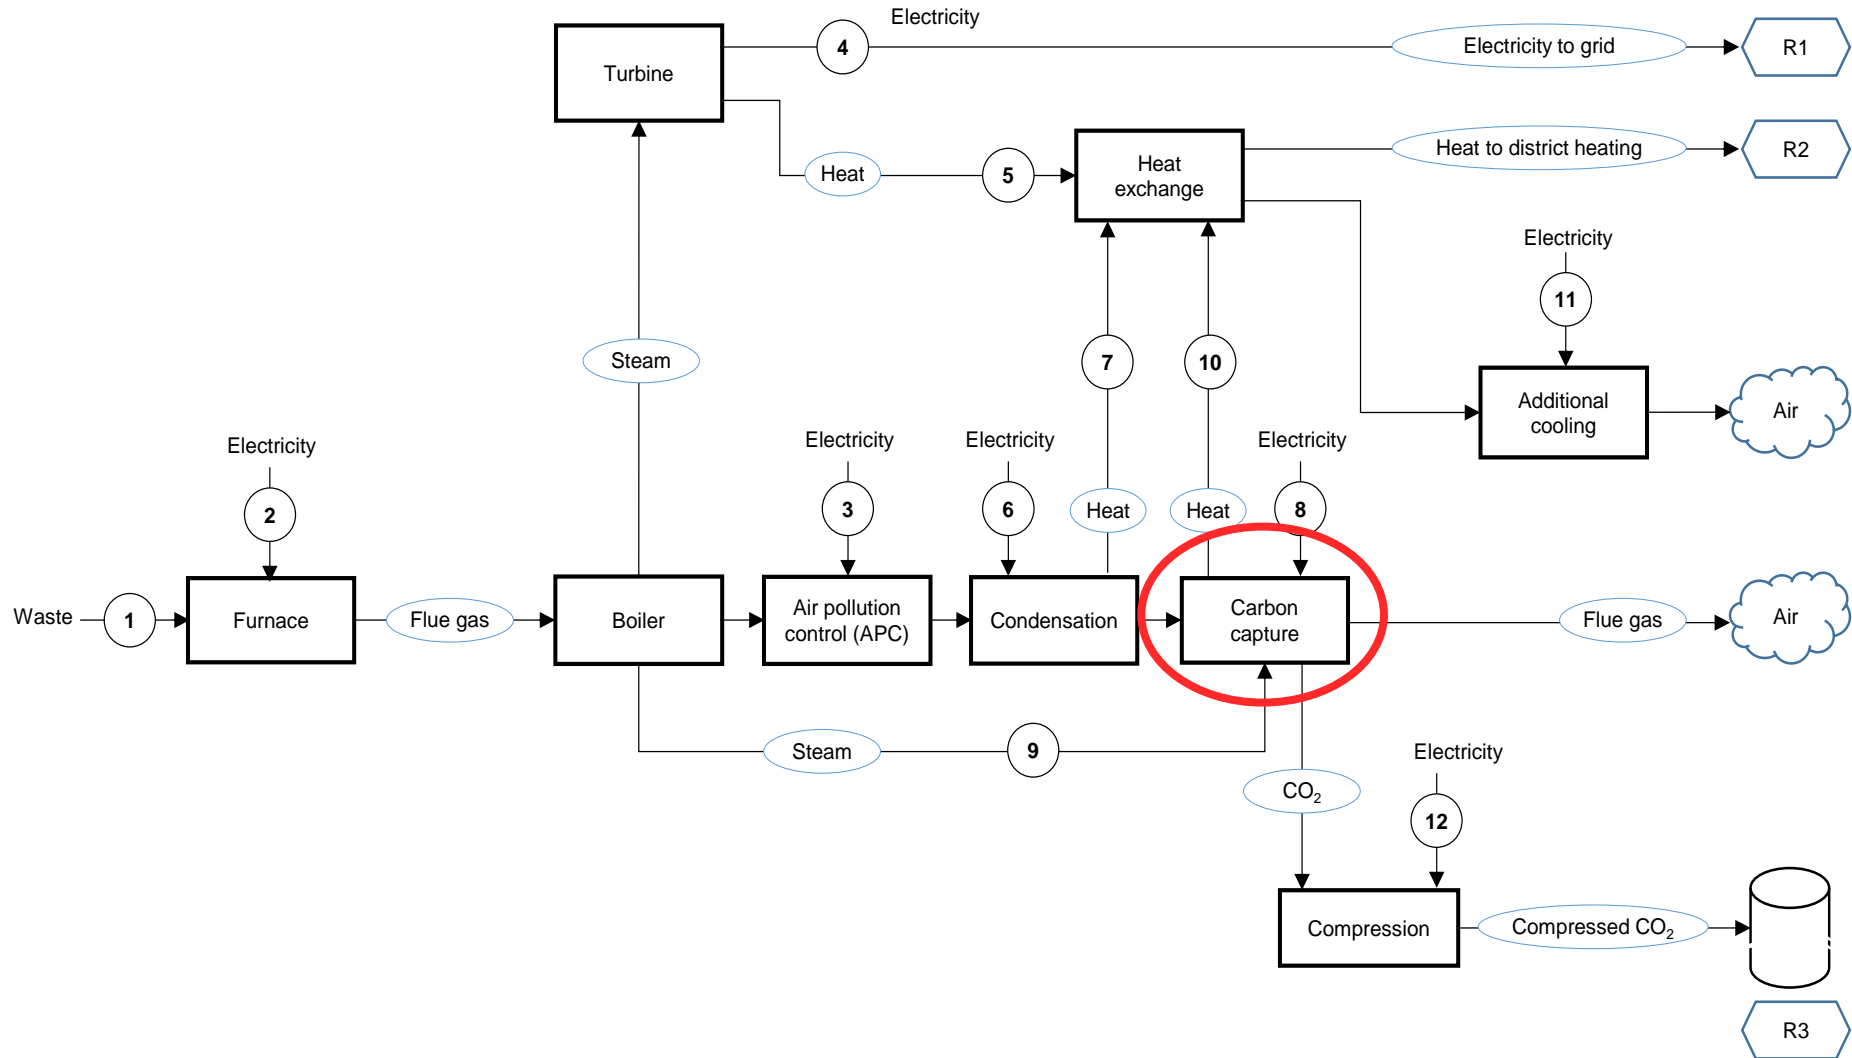 Electricity
4
Electricity to grid
R1
Turbine
Heat
5
Heat
exchange
Heat to district heating
R2
Electricity
11
Steam
7
10
Additional
cooling
Air
Electricity
2
Electricity
3
Electricity
6
Heat
Heat
Electricity
8
Waste
1
Furnace
Flue gas
Boiler
Air pollution
control (APC)
Condensation
Carbon
capture
Flue gas
Air
Steam
9
CO₂
Electricity
12
Compression
Compressed CO₂
R3